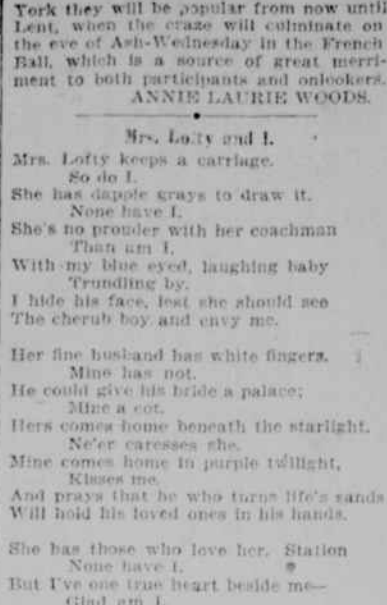 York they will be popular from now until
Lent, when the craze will culminate on
the eve of Ash-Wednesday in the French
Ball, which is a source of great merri-
ment to both participants and onlookers.
ANNIE LAURIE WOODS.
Mrs. Lofty and I.
Mrs. Lofty keeps a carriage.
So do I.
She has dapple grays to draw it.
None have I.
She's no prouder with her coachman
Than am I,
With my blue eyed, laughing baby
Trundling by.
I hide his face, lest she should see
The cherub boy and envy me.
Her fine husband has white fingers,
Mine has not.
He could give his bride a palace;
Mine a cot.
Hers comes home beneath the starlight,
Ne'er caresses she.
Mine comes home in purple twilight,
Kisses me.
And prays that he who turns life's sands
Will hold his loved ones in his hands.
She has those who love her, Station
None have I.
But I've one true heart beside me—
Glad am I.